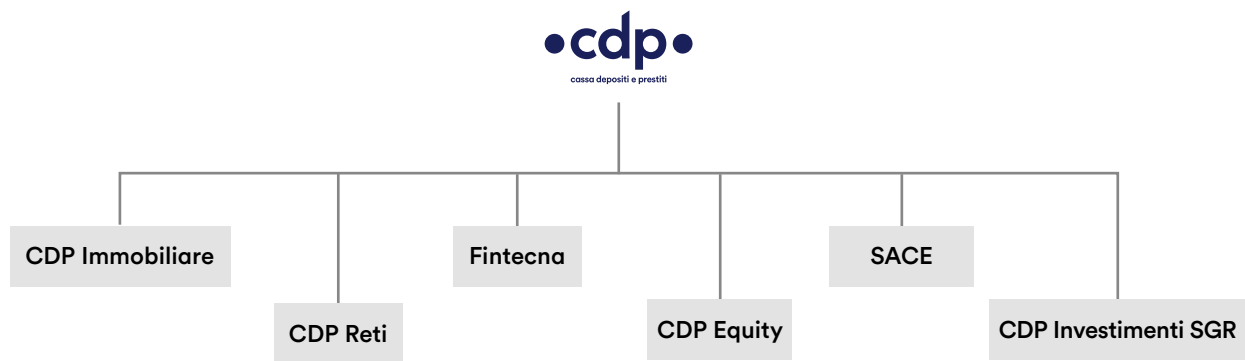 •cdp•
cassa depositi e prestiti
CDP Immobiliare
Fintecna
SACE
CDP Reti
CDP Equity
CDP Investimenti SGR